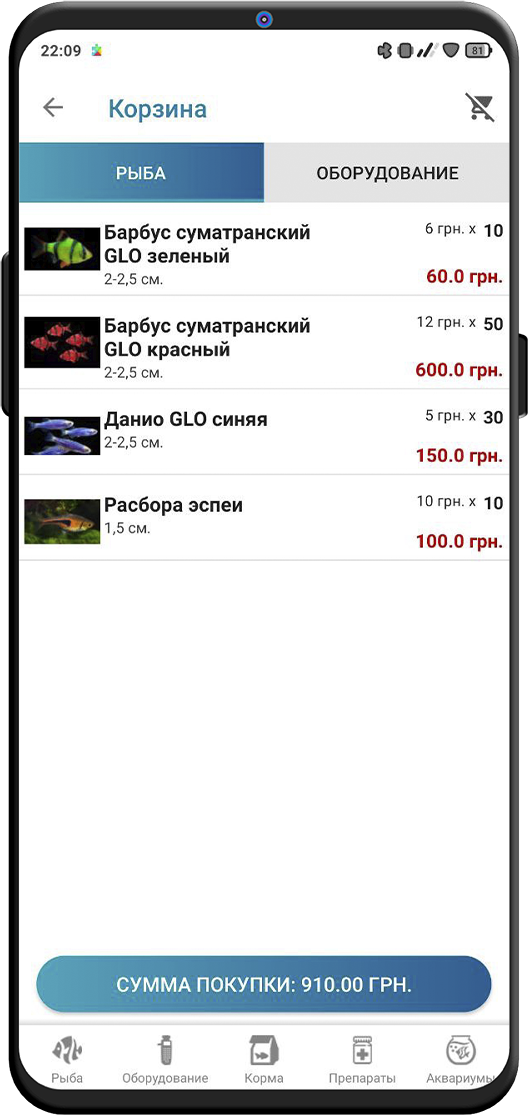 22:09
81
Корзина
РЫБА
ОБОРУДОВАНИЕ
Барбус суматранский
GLO зеленый
2-2,5 см.
6 грн. x 10
60.0 грн.
Барбус суматранский
GLO красный
2-2,5 см.
12 грн. x 50
600.0 грн.
Данио GLO синяя
2-2,5 см.
5 грн. x 30
150.0 грн.
Расбора эспеи
1,5 см.
10 грн. x 10
100.0 грн.
СУММА ПОКУПКИ: 910.00 ГРН.
Рыба
Оборудование
Корма
Препараты
Аквариумы